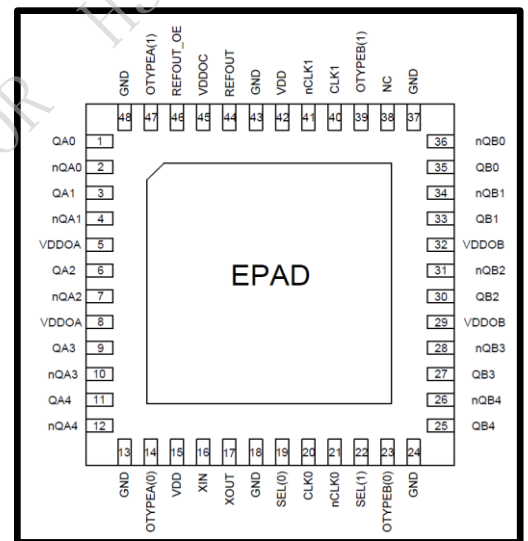 GND
OTYPEA(1)
REFOUT_OE
VDDOC
REFOUT
GND
VDD
nCLK1
CLK1
OTYPEB(1)
NC
GND
48 47 46 45 44 43 42 41 40 39 38 37
QA0 1
nQA0 2
QA1 3
nQA1 4
VDDOA 5
QA2 6
nQA2 7
VDDOA 8
QA3 9
nQA3 10
QA4 11
nQA4 12
EPAD
36 nQB0
35 QB0
34 nQB1
33 QB1
32 VDDOB
31 nQB2
30 QB2
29 VDDOB
28 nQB3
27 QB3
26 nQB4
25 QB4
13 14 15 16 17 18 19 20 21 22 23 24
GND
OTYPEA(0)
VDD
XIN
XOUT
GND
SEL(0)
CLK0
nCLK0
SEL(1)
OTYPEB(0)
GND